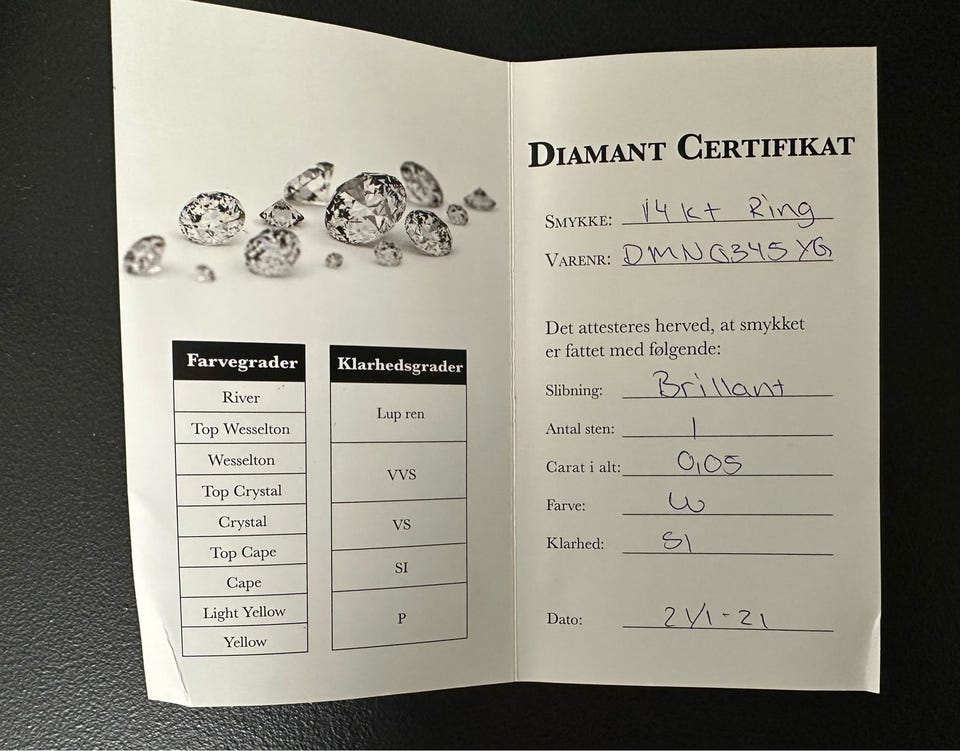 Farvegrader
River
Top Wesselton
Wesselton
Top Crystal
Crystal
Top Cape
Cape
Light Yellow
Yellow
Klarhedsgrader
Lup ren
VVS
VS
SI
P
DIAMANT CERTIFIKAT
SMYKKE: 14 kt Ring
VARENR: DMNG345YG
Det attesteres herved, at smykket
er fattet med følgende:
Slibning: Brillant
Antal sten: 1
Carat i alt: 0,05
Farve: W
Klarhed: SI
Dato: 21/1-21